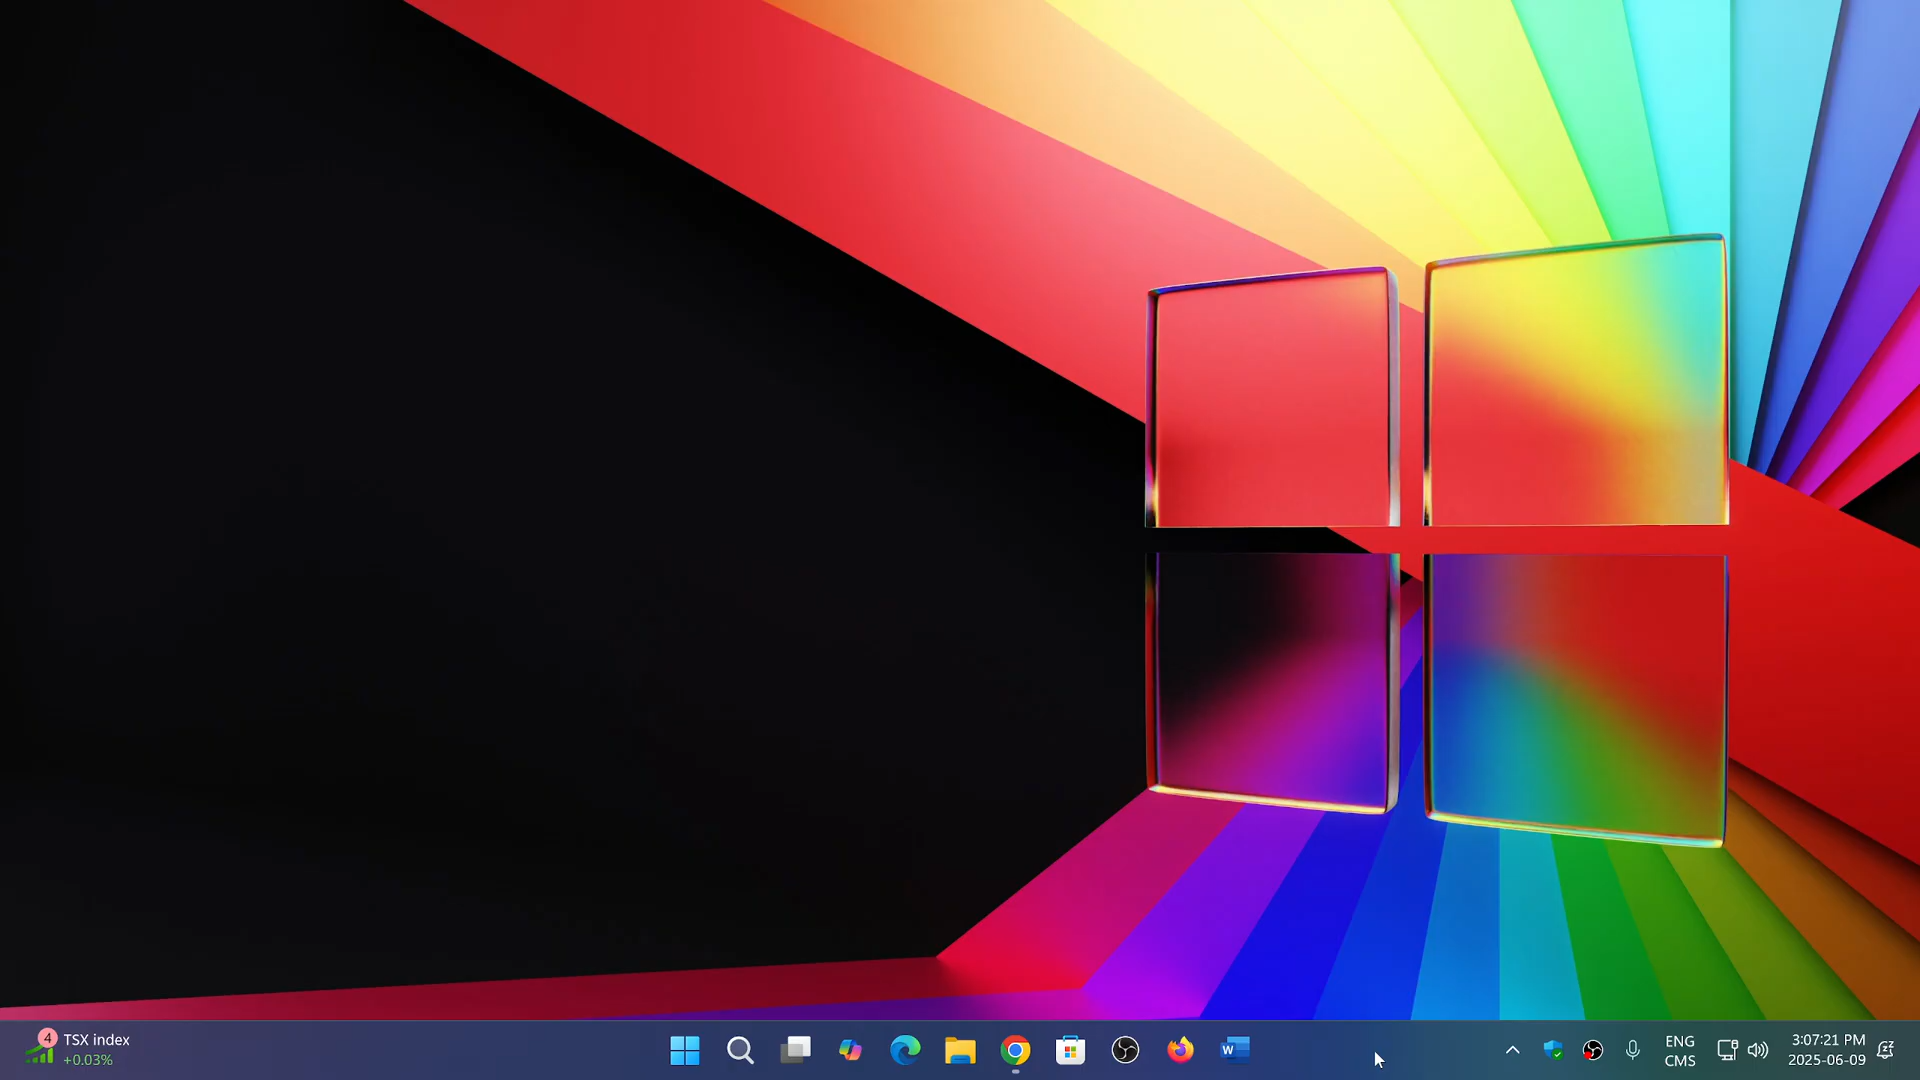 4
TSX index
+0.03%
W
ENG
CMS
3:07:21 PM
2025-06-09